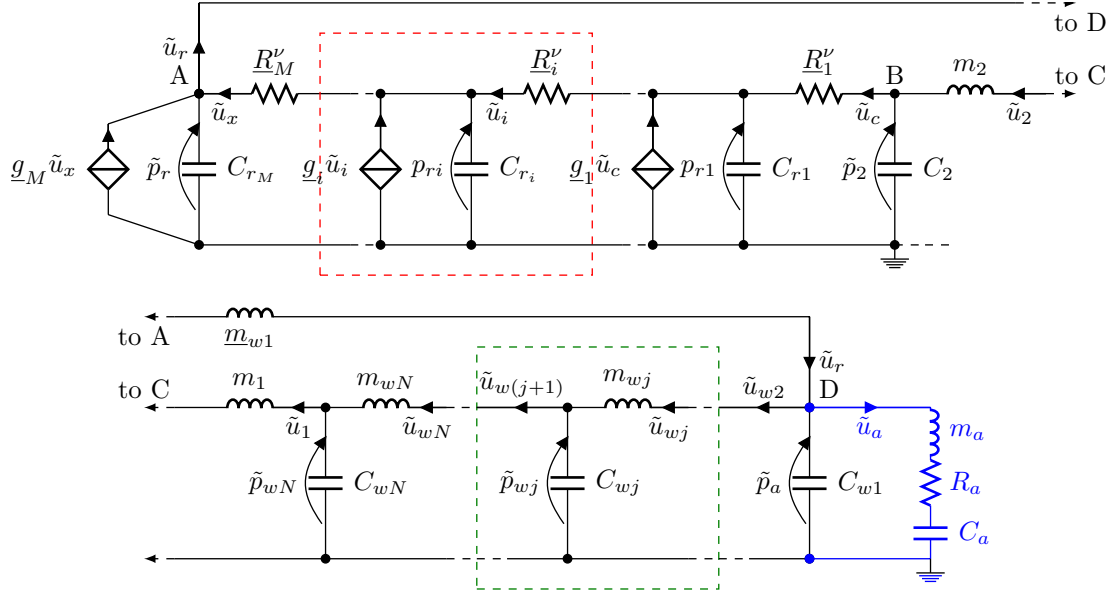 to D
ũ_r
A
R_M^ν
R_i^ν
R_1^ν
B
m_2
to C
ũ_x
ũ_i
ũ_c
ũ_2
g_M ũ_x
p̃_r
C_{r_M}
g_i ũ_i
p_{ri}
C_{r_i}
g_1 ũ_c
p_{r1}
C_{r1}
p̃_2
C_2
to A
m_{w1}
ũ_r
to C
m_1
m_{wN}
ũ_{w(j+1)}
m_{wj}
ũ_{w2}
D
ũ_1
ũ_{wN}
ũ_{wj}
ũ_a
m_a
p̃_{wN}
C_{wN}
p̃_{wj}
C_{wj}
p̃_a
C_{w1}
R_a
C_a